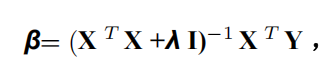 β= (X ᵀ X +λ I)⁻¹ X ᵀ Y ,